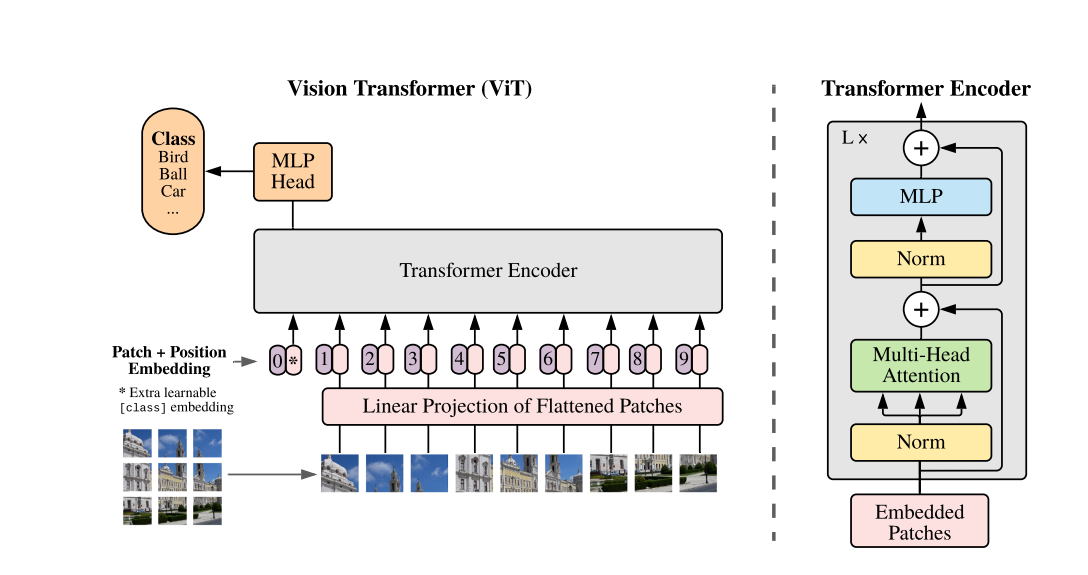 Vision Transformer (ViT)
Class
Bird
Ball
Car
...
MLP
Head
Transformer Encoder
Patch + Position
Embedding
* Extra learnable
[class] embedding
0 * 1 2 3 4 5 6 7 8 9
Linear Projection of Flattened Patches
Transformer Encoder
L ×
+
MLP
Norm
+
Multi-Head
Attention
Norm
Embedded
Patches